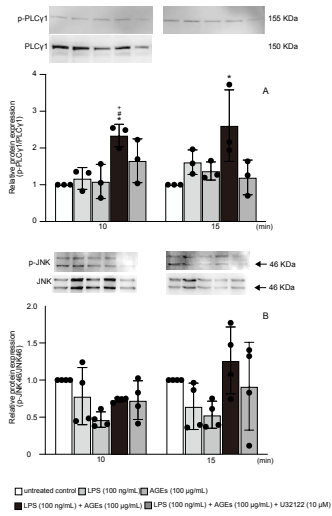 p-PLCγ1
155 KDa
PLCγ1
150 KDa
A
Relative protein expression
(p-PLCγ1/PLCγ1)
4
3
2
1
0
+
#
*
*
10
15
(min)
p-JNK
46 KDa
JNK
46 KDa
B
Relative protein expression
(p-JNK46/JNK46)
2.0
1.5
1.0
0.5
0
10
15
(min)
untreated control LPS (100 ng/mL) AGEs (100 µg/mL)
LPS (100 ng/mL) + AGEs (100 µg/mL) LPS (100 ng/mL) + AGEs (100 µg/mL) + U32122 (10 µM)